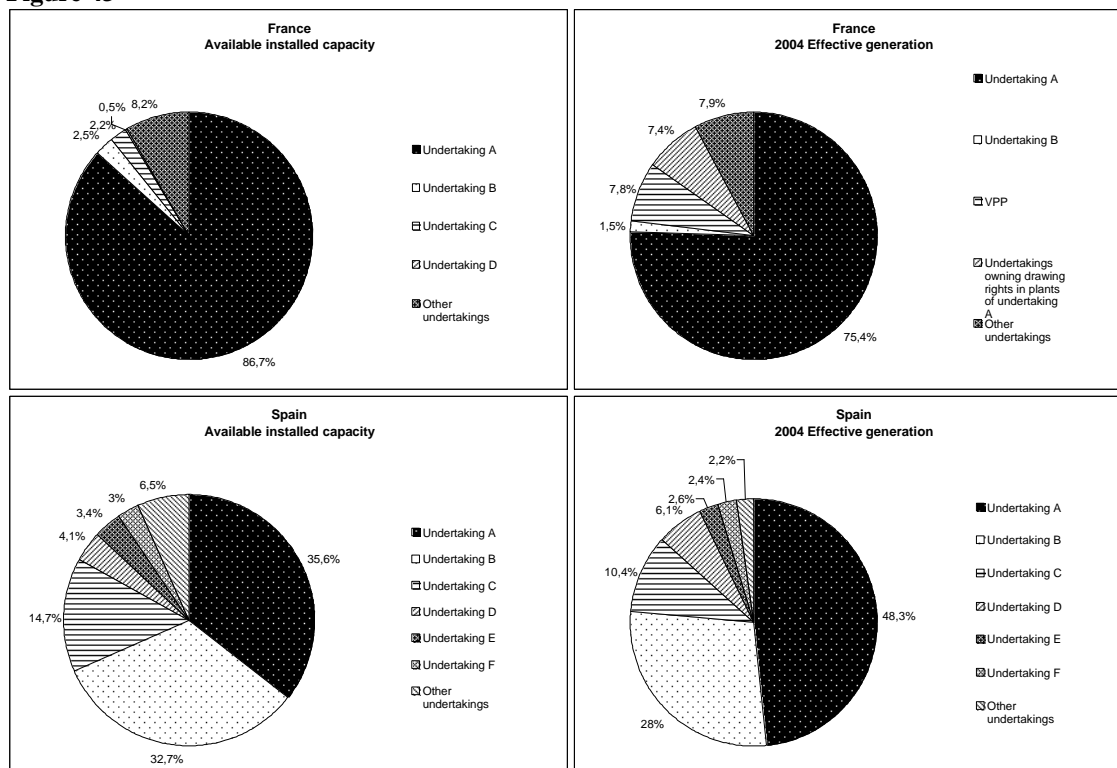 France
Available installed capacity
0,5%
8,2%
2,2%
2,5%
86,7%
Undertaking A
Undertaking B
Undertaking C
Undertaking D
Other
undertakings
France
2004 Effective generation
7,9%
7,4%
7,8%
1,5%
75,4%
Undertaking A
Undertaking B
VPP
Undertakings
owning drawing
rights in plants
of undertaking
A
Other
undertakings
Spain
Available installed capacity
6,5%
3%
3,4%
4,1%
14,7%
35,6%
32,7%
Undertaking A
Undertaking B
Undertaking C
Undertaking D
Undertaking E
Undertaking F
Other
undertakings
Spain
2004 Effective generation
2,2%
2,4%
2,6%
6,1%
10,4%
48,3%
28%
Undertaking A
Undertaking B
Undertaking C
Undertaking D
Undertaking E
Undertaking F
Other
undertakings